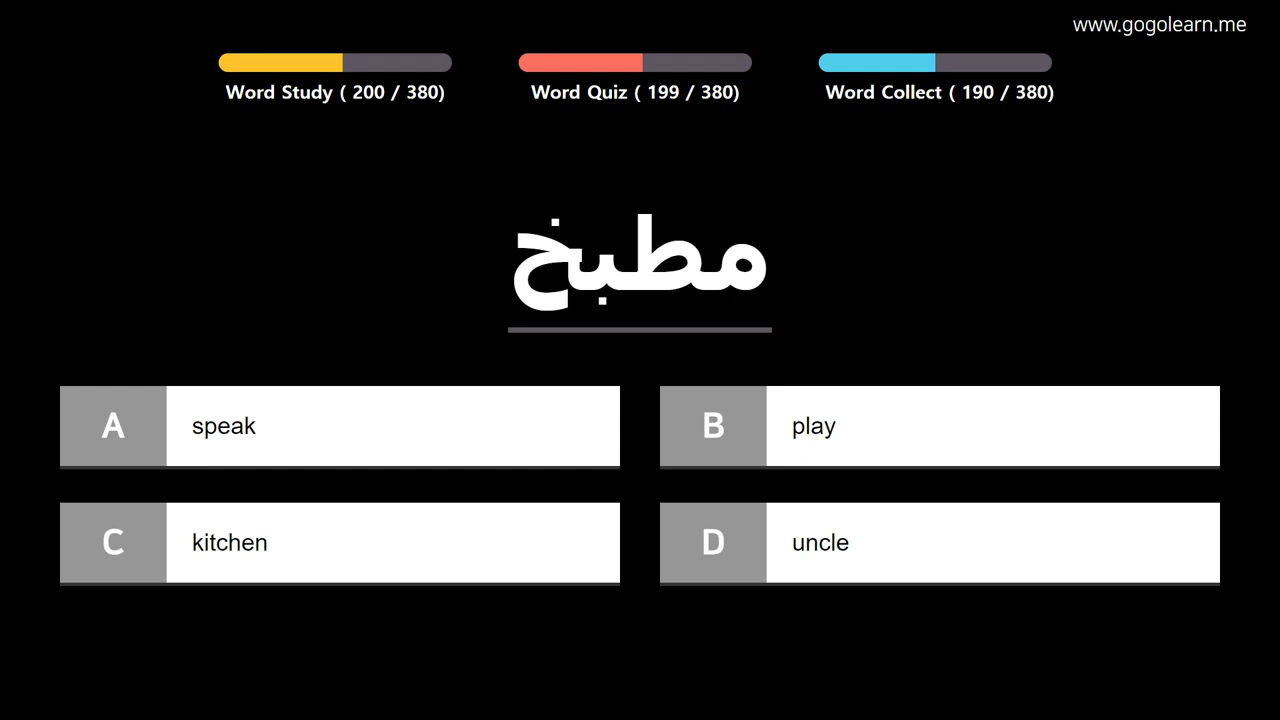 www.gogolearn.me
Word Study ( 200 / 380)
Word Quiz ( 199 / 380)
Word Collect ( 190 / 380)
مطبخ
A speak
B play
C kitchen
D uncle